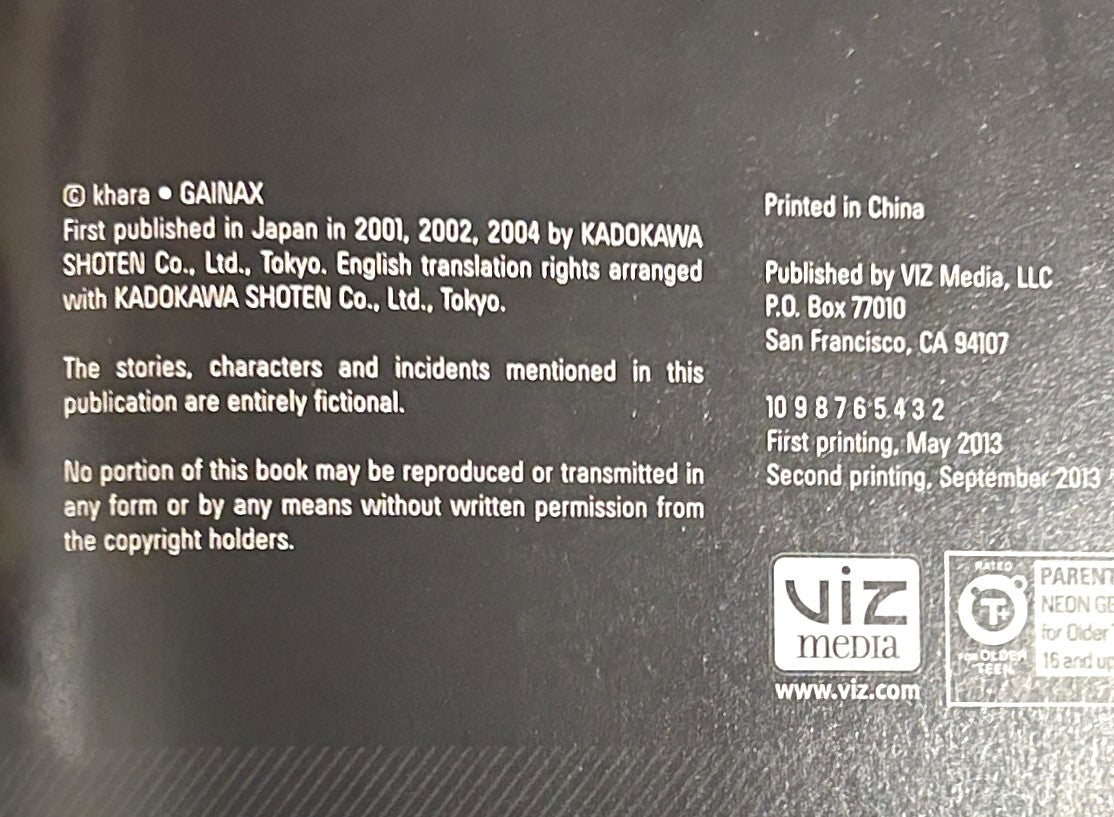 © khara • GAINAX
First published in Japan in 2001, 2002, 2004 by KADOKAWA
SHOTEN Co., Ltd., Tokyo. English translation rights arranged
with KADOKAWA SHOTEN Co., Ltd., Tokyo.
The stories, characters and incidents mentioned in this
publication are entirely fictional.
No portion of this book may be reproduced or transmitted in
any form or by any means without written permission from
the copyright holders.
Printed in China
Published by VIZ Media, LLC
P.O. Box 77010
San Francisco, CA 94107
10 9 8 7 6 5 4 3 2
First printing, May 2013
Second printing, September 2013
viz
media
www.viz.com
RATED
T+
FOR OLDER
TEEN
PARENT
NEON GE
for Older
16 and up